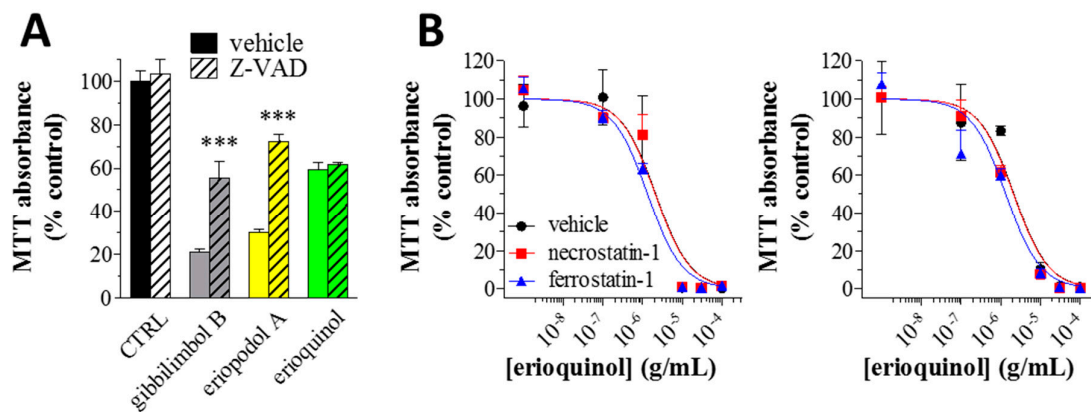 A
vehicle
Z-VAD
MTT absorbance
(% control)
100
80
60
40
20
0
***
***
CTRL
gibbilimbol B
eriopodol A
erioquinol
B
MTT absorbance
(% control)
120
100
80
60
40
20
0
vehicle
necrostatin-1
ferrostatin-1
10-8
10-7
10-6
10-5
10-4
[erioquinol] (g/mL)
MTT absorbance
(% control)
120
100
80
60
40
20
0
10-8
10-7
10-6
10-5
10-4
[erioquinol] (g/mL)